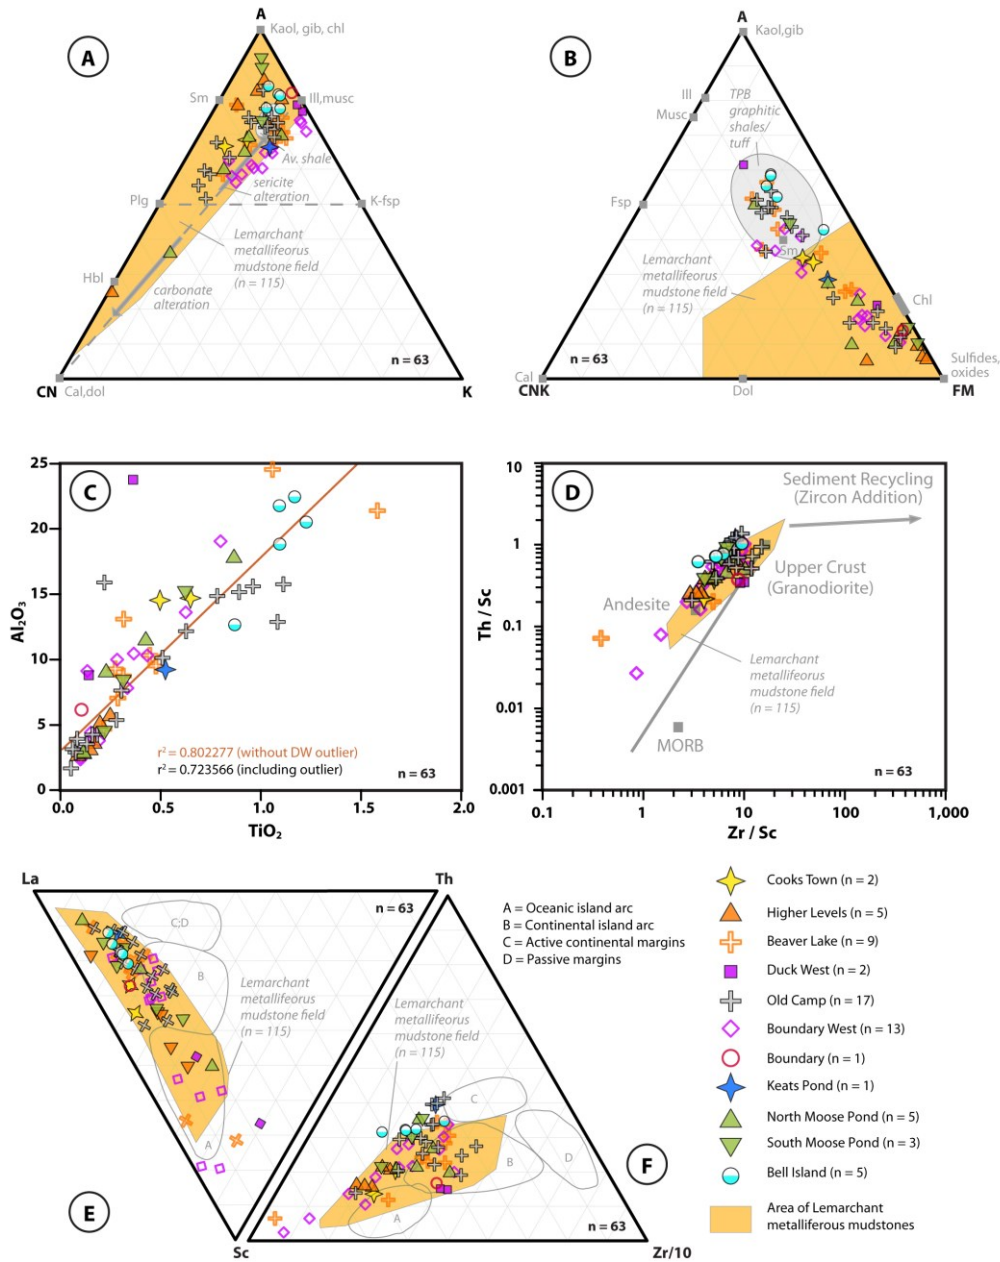 A
A
Kaol, gib, chl
Sm
Ill,musc
Av. shale
sericite
alteration
Plg
K-fsp
Lemarchant
metallifeorus
mudstone field
(n = 115)
Hbl
carbonate
alteration
n = 63
CN
Cal,dol
K
B
A
Kaol,gib
Ill
Musc
TPB
graphitic
shales/
tuff
Fsp
Sm
Lemarchant
metallifeorus
mudstone field
(n = 115)
Chl
n = 63
Sulfides,
oxides
Cal
CNK
Dol
FM
C
25
20
15
10
5
0
Al₂O₃
r² = 0.802277 (without DW outlier)
r² = 0.723566 (including outlier)
n = 63
0.0
0.5
1.0
1.5
2.0
TiO₂
D
10
1
0.1
0.01
0.001
Th / Sc
Sediment Recycling
(Zircon Addition)
Upper Crust
(Granodiorite)
Andesite
Lemarchant
metallifeorus
mudstone field
(n = 115)
MORB
n = 63
0.1
1
10
100
1,000
Zr / Sc
La
n = 63
C;D
B
Lemarchant
metallifeorus
mudstone field
(n = 115)
A
E
Sc
Th
A = Oceanic island arc
B = Continental island arc
C = Active continental margins
D = Passive margins
Lemarchant
metallifeorus
mudstone field
(n = 115)
C
B
D
A
F
n = 63
Zr/10
Cooks Town (n = 2)
Higher Levels (n = 5)
Beaver Lake (n = 9)
Duck West (n = 2)
Old Camp (n = 17)
Boundary West (n = 13)
Boundary (n = 1)
Keats Pond (n = 1)
North Moose Pond (n = 5)
South Moose Pond (n = 3)
Bell Island (n = 5)
Area of Lemarchant
metalliferous mudstones